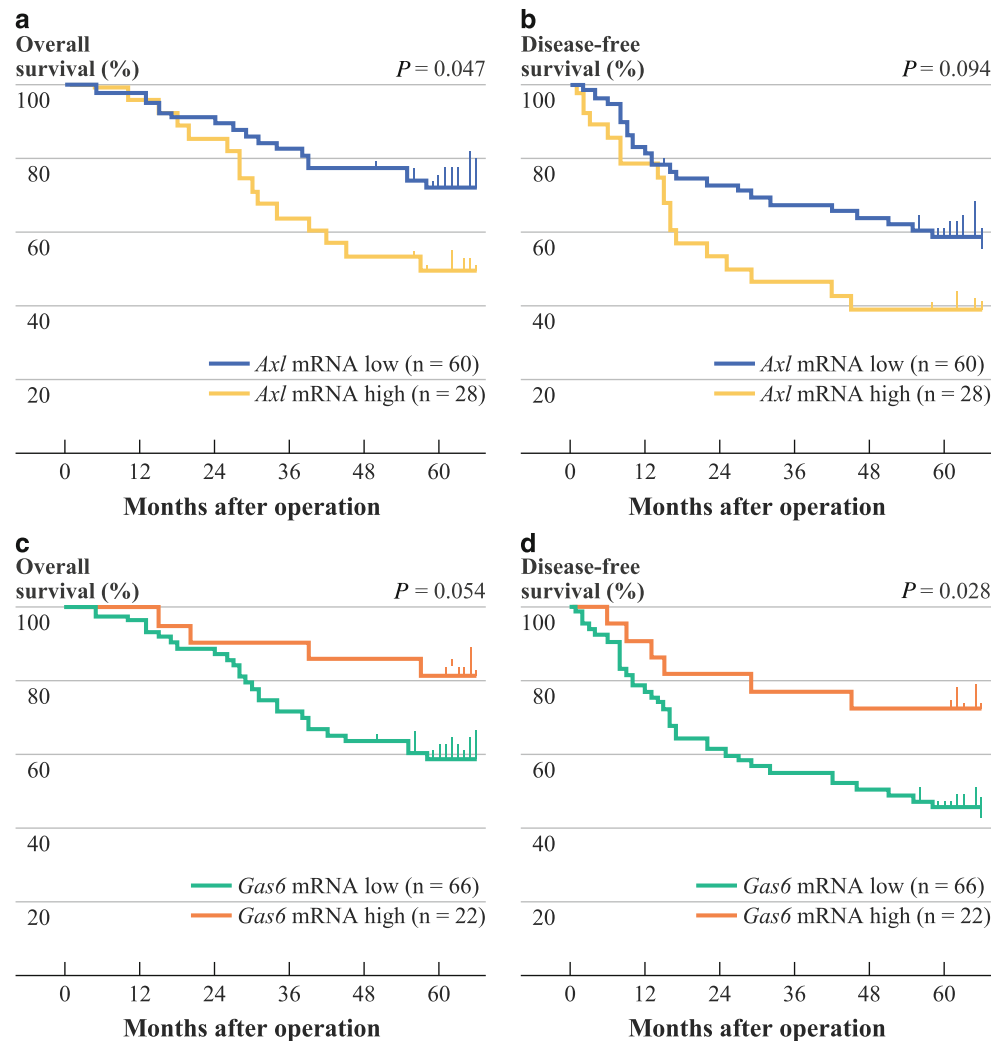 a
Overall
survival (%)
P = 0.047
100
80
60
40
Axl mRNA low (n = 60)
Axl mRNA high (n = 28)
20
0 12 24 36 48 60
Months after operation
b
Disease-free
survival (%)
P = 0.094
100
80
60
40
Axl mRNA low (n = 60)
Axl mRNA high (n = 28)
20
0 12 24 36 48 60
Months after operation
c
Overall
survival (%)
P = 0.054
100
80
60
40
Gas6 mRNA low (n = 66)
Gas6 mRNA high (n = 22)
20
0 12 24 36 48 60
Months after operation
d
Disease-free
survival (%)
P = 0.028
100
80
60
40
Gas6 mRNA low (n = 66)
Gas6 mRNA high (n = 22)
20
0 12 24 36 48 60
Months after operation